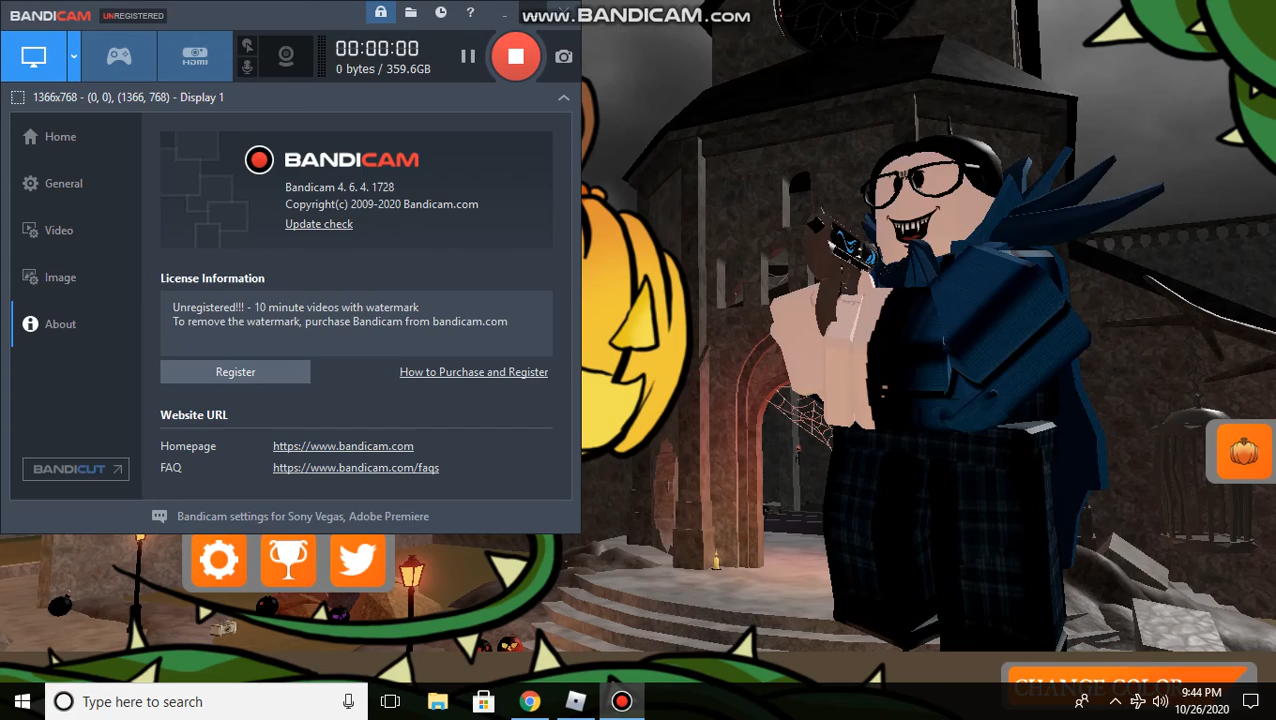 BANDICAM UNREGISTERED
www.BANDICAM.com
HDMI
00:00:00
0 bytes / 359.6GB
1366x768 - (0, 0), (1366, 768) - Display 1
Home
General
Video
Image
About
BANDICUT
BANDICAM
Bandicam 4. 6. 4. 1728
Copyright(c) 2009-2020 Bandicam.com
Update check
License Information
Unregistered!!! - 10 minute videos with watermark
To remove the watermark, purchase Bandicam from bandicam.com
Register
How to Purchase and Register
Website URL
Homepage https://www.bandicam.com
FAQ https://www.bandicam.com/faqs
Bandicam settings for Sony Vegas, Adobe Premiere
CHANGE COLOR
Type here to search
9:44 PM
10/26/2020